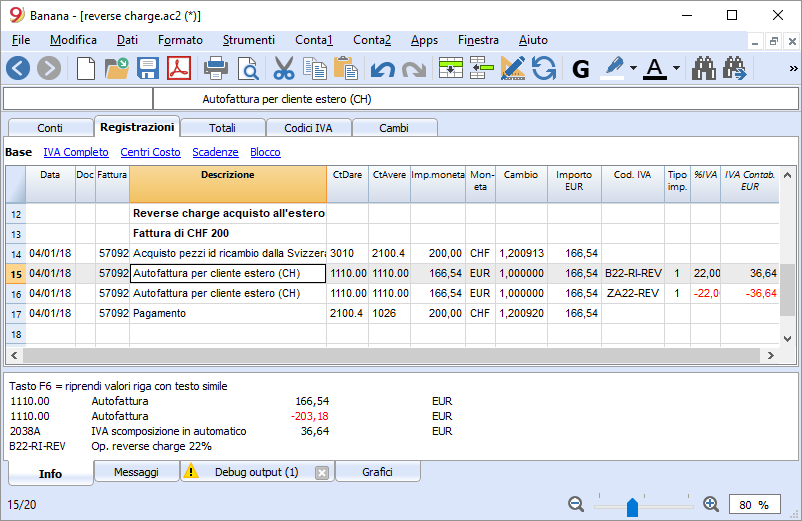 Banana - [reverse charge.ac2 (*)]
File Modifica Dati Formato Strumenti Conta1 Conta2 Apps Finestra Aiuto
G A »
Autofattura per cliente estero (CH)
Conti Registrazioni Totali Codici IVA Cambi
Base IVA Completo Centri Costo Scadenze Blocco
Data Doc Fattura Descrizione CtDare CtAvere Imp.moneta Mon-eta Cambio Importo EUR Cod. IVA Tipo imp. %IVA IVA Contab. EUR
12 Reverse charge acquisto all'estero
13 Fattura di CHF 200
14 04/01/18 57092 Acquisto pezzi id ricambio dalla Svizzera 3010 2100.4 200,00 CHF 1,200913 166,54
15 04/01/18 57092 Autofattura per cliente estero (CH) 1110.00 1110.00 166,54 EUR 1,000000 166,54 B22-RI-REV 1 22,00 36,64
16 04/01/18 57092 Autofattura per cliente estero (CH) 1110.00 1110.00 166,54 EUR 1,000000 166,54 ZA22-REV 1 -22,0 -36,64
17 04/01/18 57092 Pagamento 2100.4 1026 200,00 CHF 1,200920 166,54
18
Tasto F6 = riprendi valori riga con testo simile
1110.00 Autofattura 166,54 EUR
1110.00 Autofattura -203,18 EUR
2038A IVA scomposizione in automatico 36,64 EUR
B22-RI-REV Op. reverse charge 22%
Info Messaggi Debug output (1) Grafici
15/20 80 %